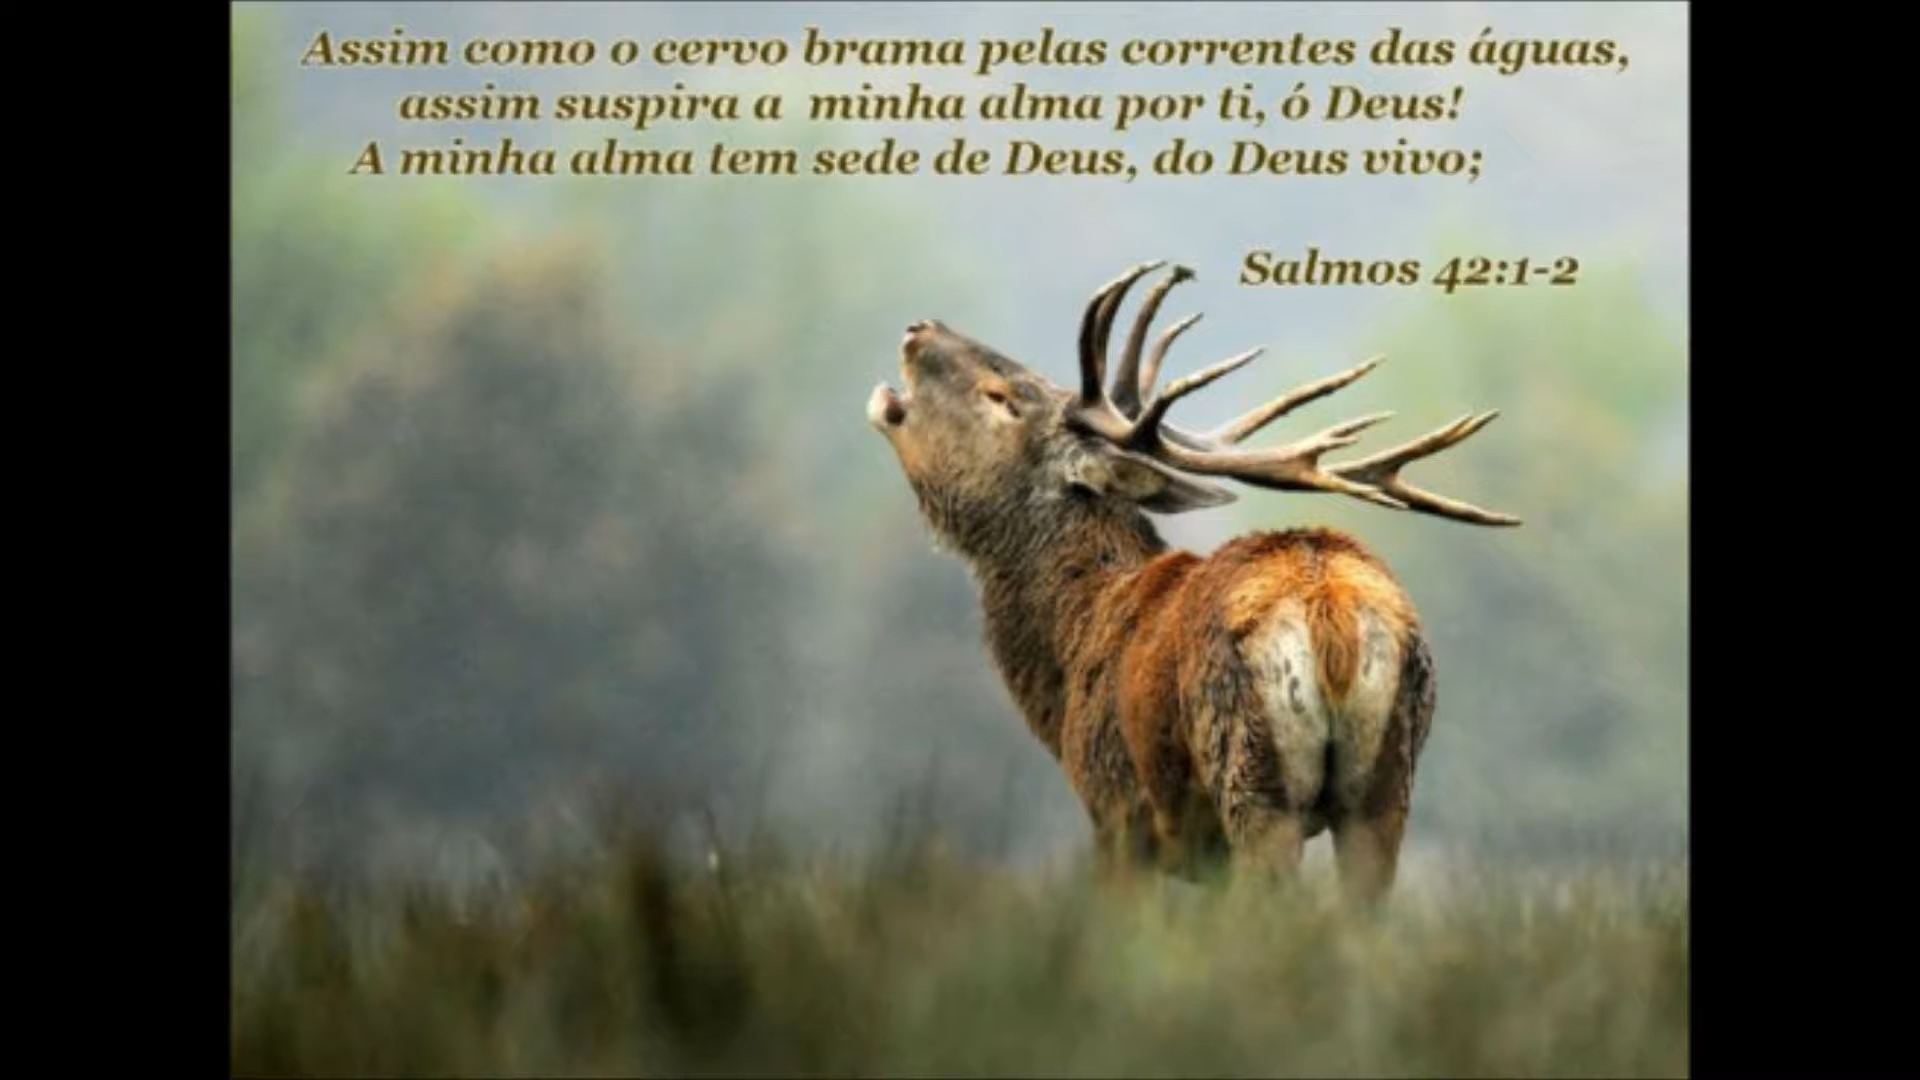 Assim como o cervo brama pelas correntes das águas,
assim suspira a minha alma por ti, ó Deus!
A minha alma tem sede de Deus, do Deus vivo;
Salmos 42:1-2